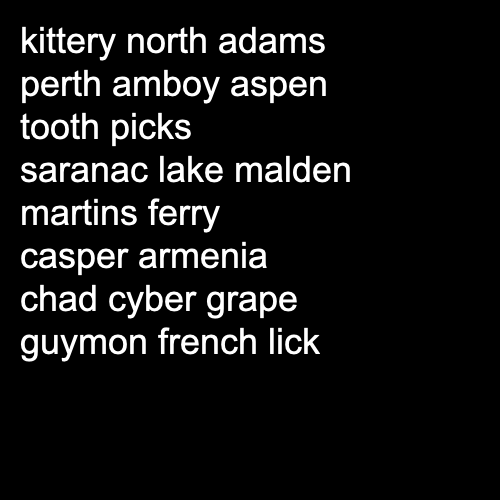 kittery north adams
perth amboy aspen
tooth picks
saranac lake malden
martins ferry
casper armenia
chad cyber grape
guymon french lick